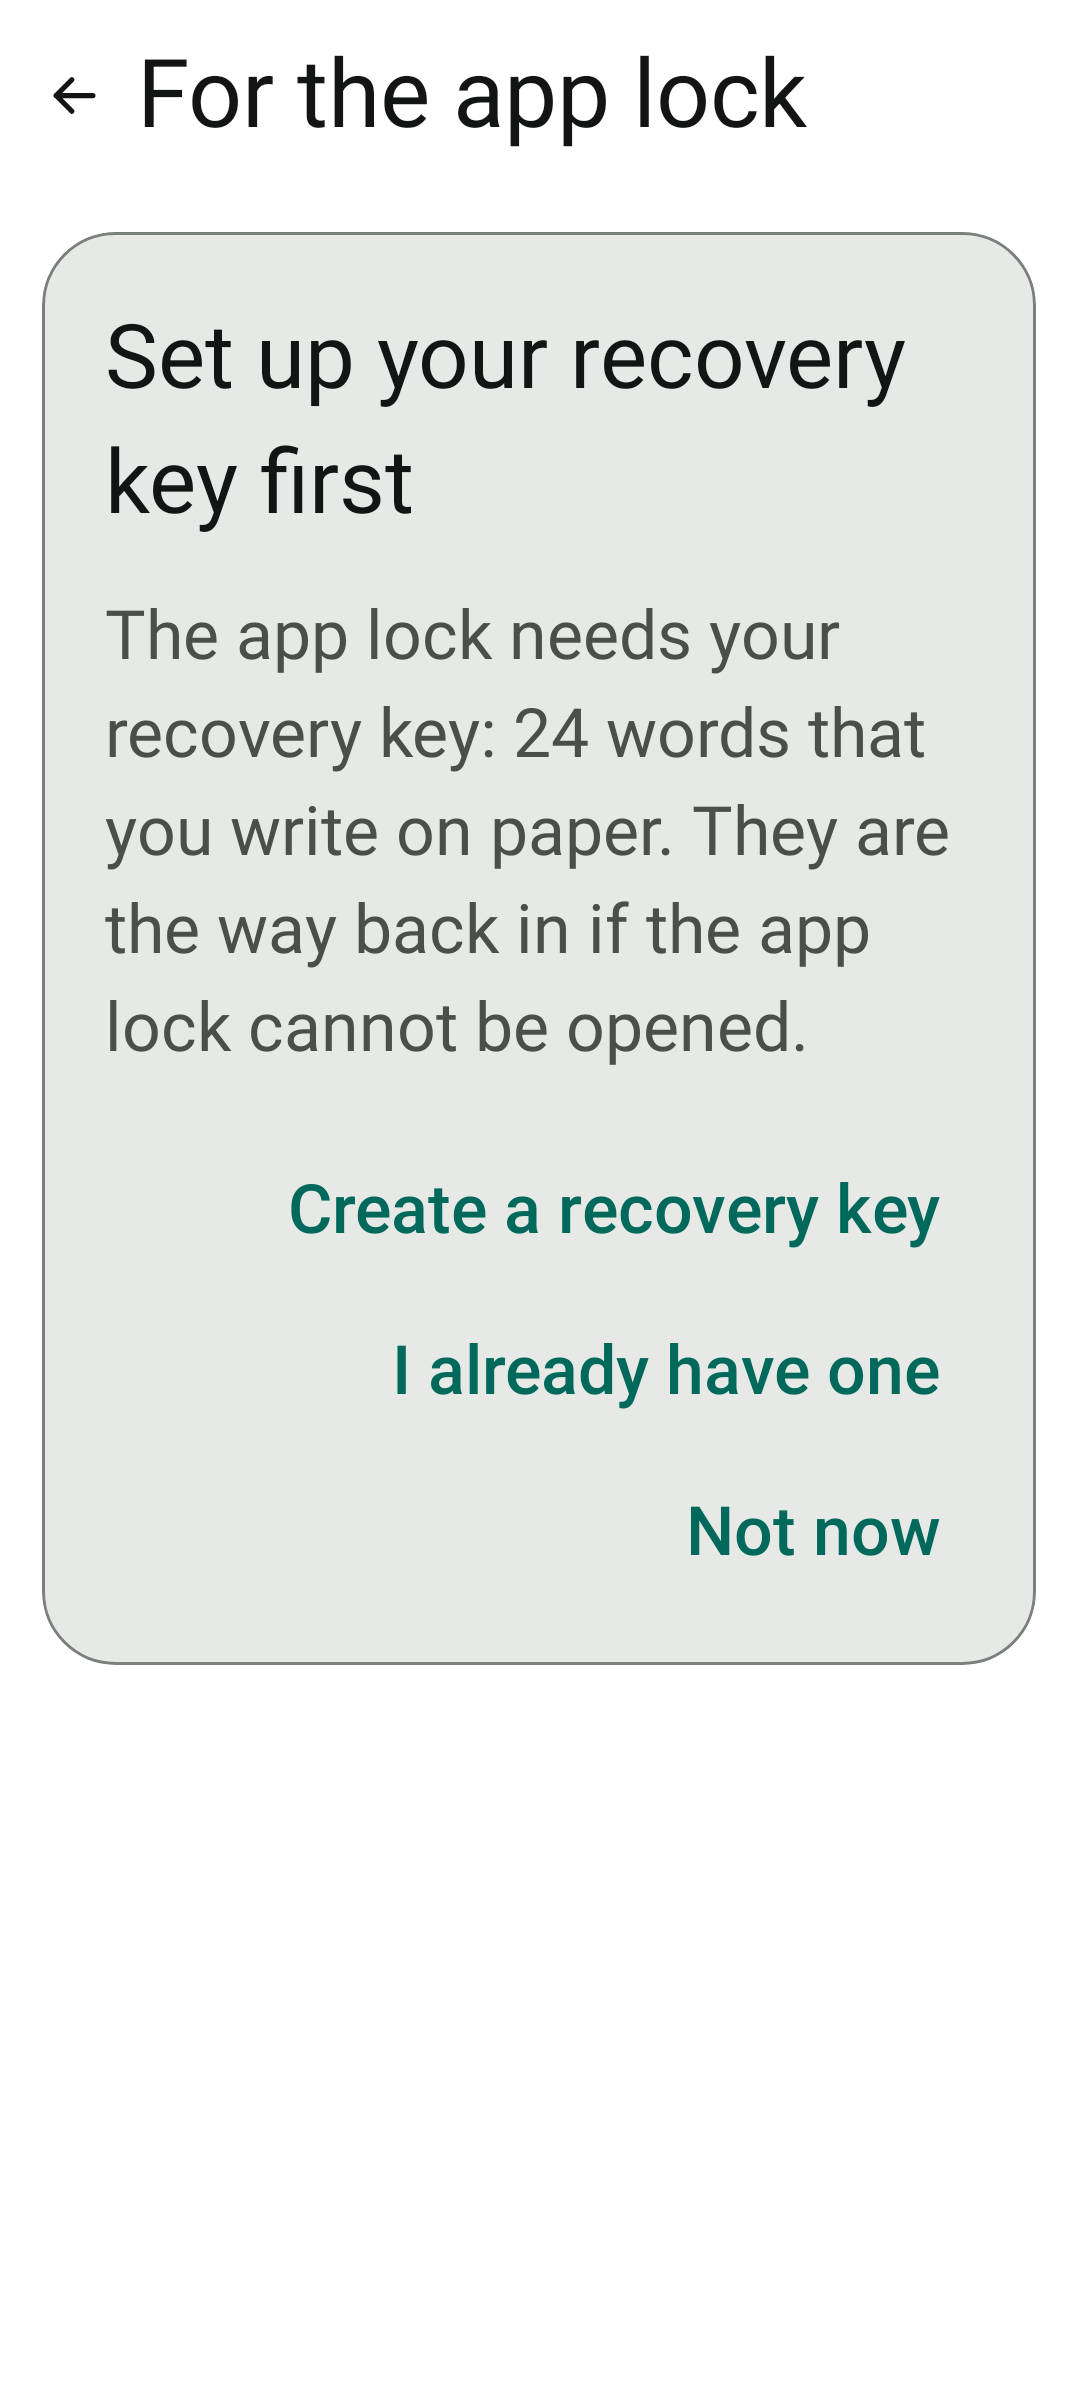 For the app lock
Set up your recovery
key first
The app lock needs your
recovery key: 24 words that
you write on paper. They are
the way back in if the app
lock cannot be opened.
Create a recovery key
I already have one
Not now